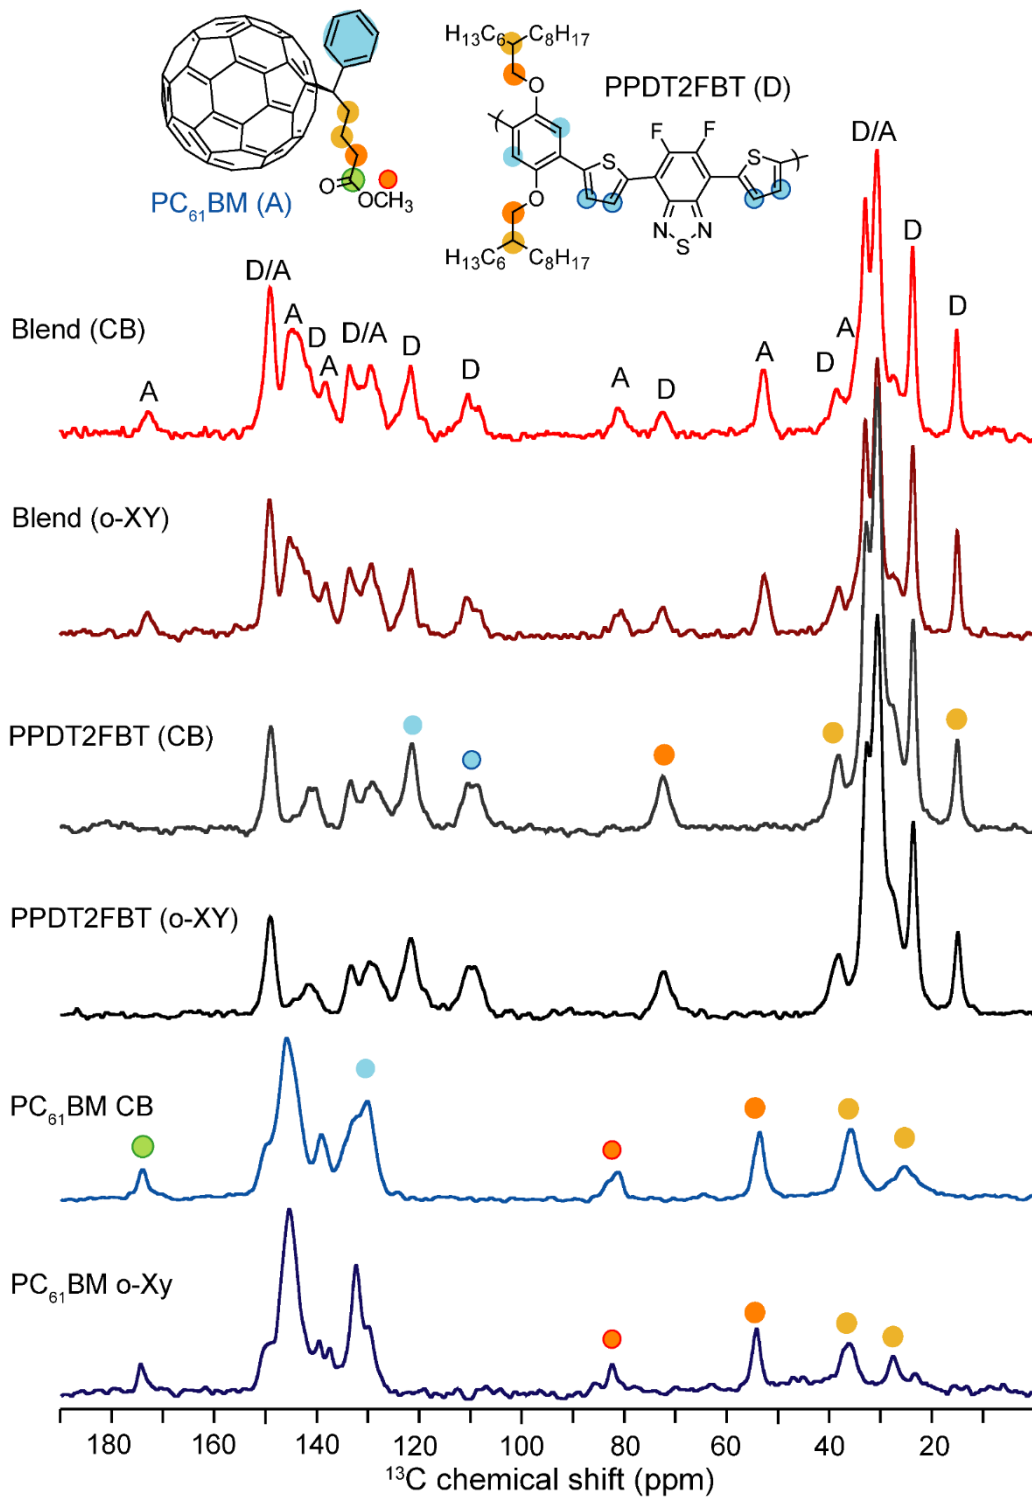 H13C6 C8H17
O
PPDT2FBT (D)
F F
S
S
N N
S
O
H13C6 C8H17
O
OCH3
PC61BM (A)
D/A
D
D/A
A
D
A
D/A
D
D
A
D
A
D
A
D
A
Blend (CB)
Blend (o-XY)
PPDT2FBT (CB)
PPDT2FBT (o-XY)
PC61BM CB
PC61BM o-Xy
180 160 140 120 100 80 60 40 20
13C chemical shift (ppm)